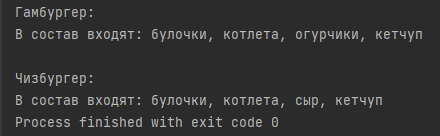 Гамбургер:
В состав входят: булочки, котлета, огурчики, кетчуп
Чизбургер:
В состав входят: булочки, котлета, сыр, кетчуп
Process finished with exit code 0